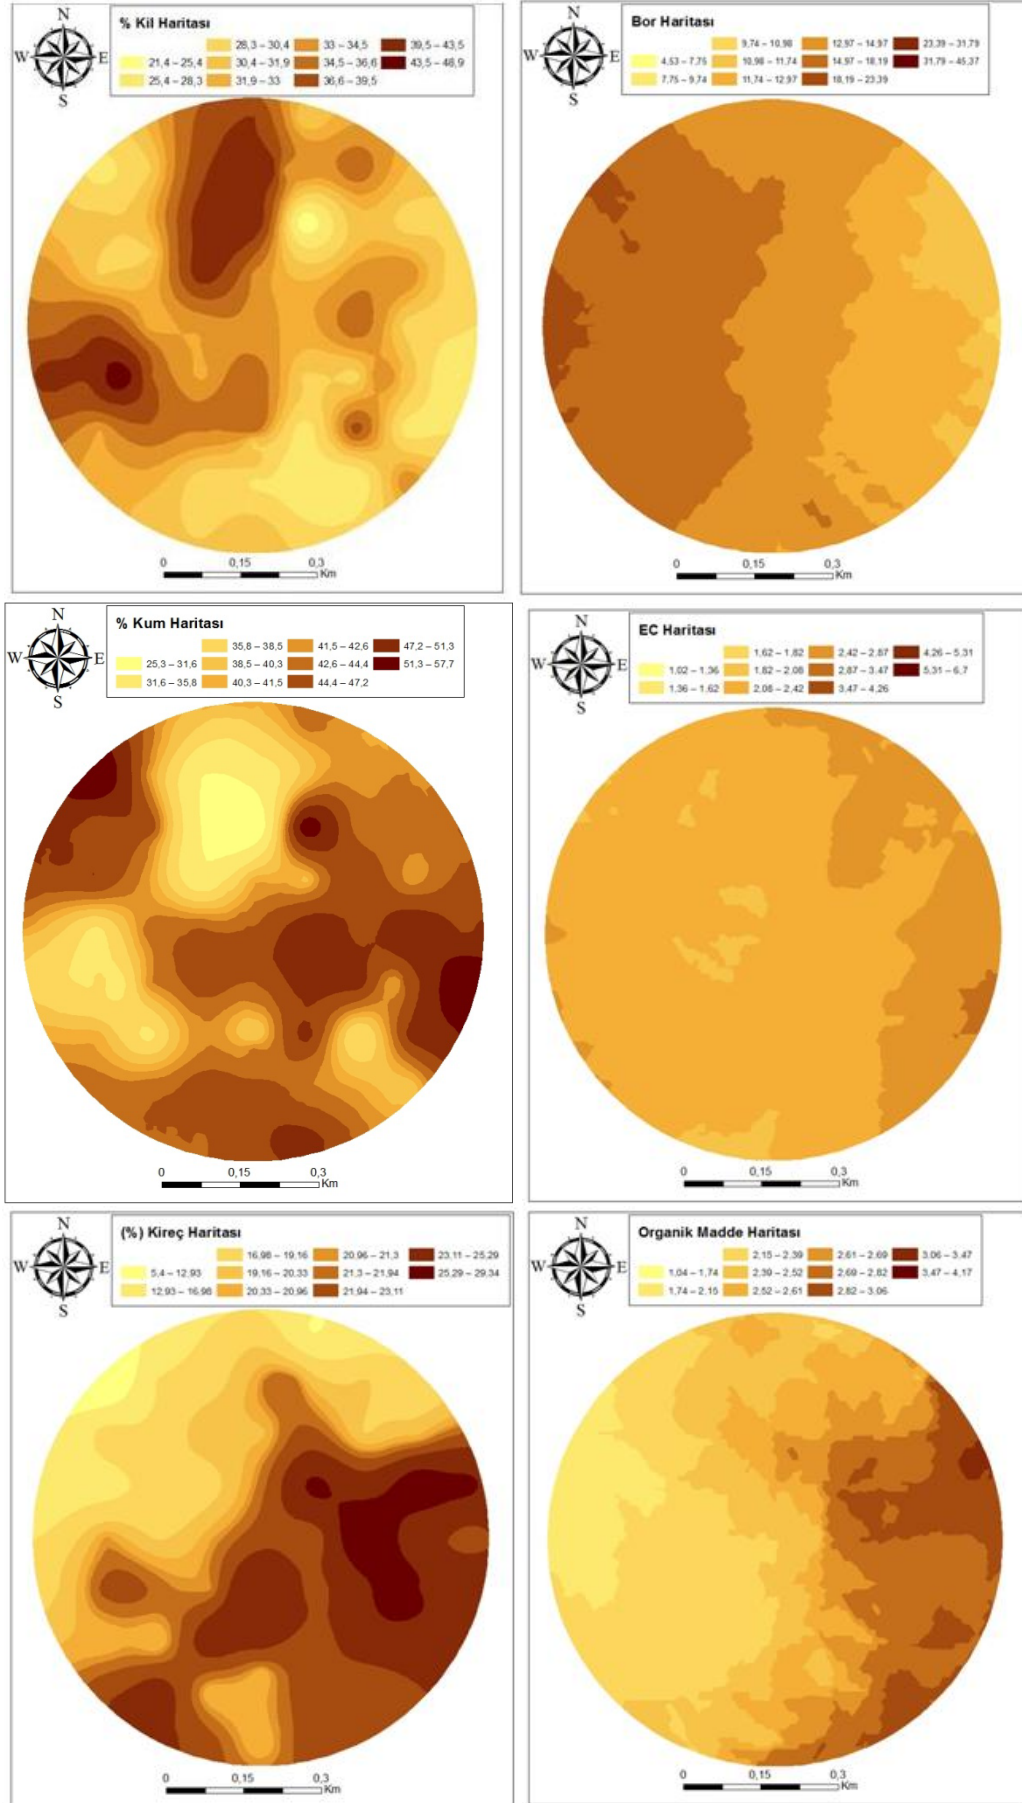 % Kil Haritası
28,3 – 30,4 33 – 34,5 39,5 – 43,5
21,4 – 25,4 30,4 – 31,9 34,5 – 36,6 43,5 – 48,9
25,4 – 28,3 31,9 – 33 36,6 – 39,5
N
W E
S
0 0,15 0,3
Km
Bor Haritası
9,74 – 10,98 12,97 – 14,97 23,39 – 31,79
4,53 – 7,75 10,98 – 11,74 14,97 – 18,19 31,79 – 45,37
7,75 – 9,74 11,74 – 12,97 18,19 – 23,39
N
W E
S
0 0,15 0,3
Km
% Kum Haritası
35,8 – 38,5 41,5 – 42,6 47,2 – 51,3
25,3 – 31,6 38,5 – 40,3 42,6 – 44,4 51,3 – 57,7
31,6 – 35,8 40,3 – 41,5 44,4 – 47,2
N
W E
S
0 0,15 0,3
Km
EC Haritası
1.62 – 1.82 2.42 – 2.87 4.26 – 5.31
1.02 – 1.36 1.82 – 2.08 2.87 – 3.47 5.31 – 6.7
1.36 – 1.62 2.08 – 2.42 3.47 – 4.26
N
W E
S
0 0,15 0,3
Km
(%) Kireç Haritası
16,98 – 19,16 20,96 – 21,3 23,11 – 25,29
5,4 – 12,93 19,16 – 20,33 21,3 – 21,94 25,29 – 29,34
12,93 – 16,98 20,33 – 20,96 21,94 – 23,11
N
W E
S
0 0,15 0,3
Km
Organik Madde Haritası
2,15 – 2.39 2.61 – 2.69 3.06 – 3.47
1,04 – 1.74 2.39 – 2.52 2.69 – 2.82 3.47 – 4,17
1.74 – 2.15 2.52 – 2.61 2.82 – 3.06
N
W E
S
0 0,15 0,3
Km